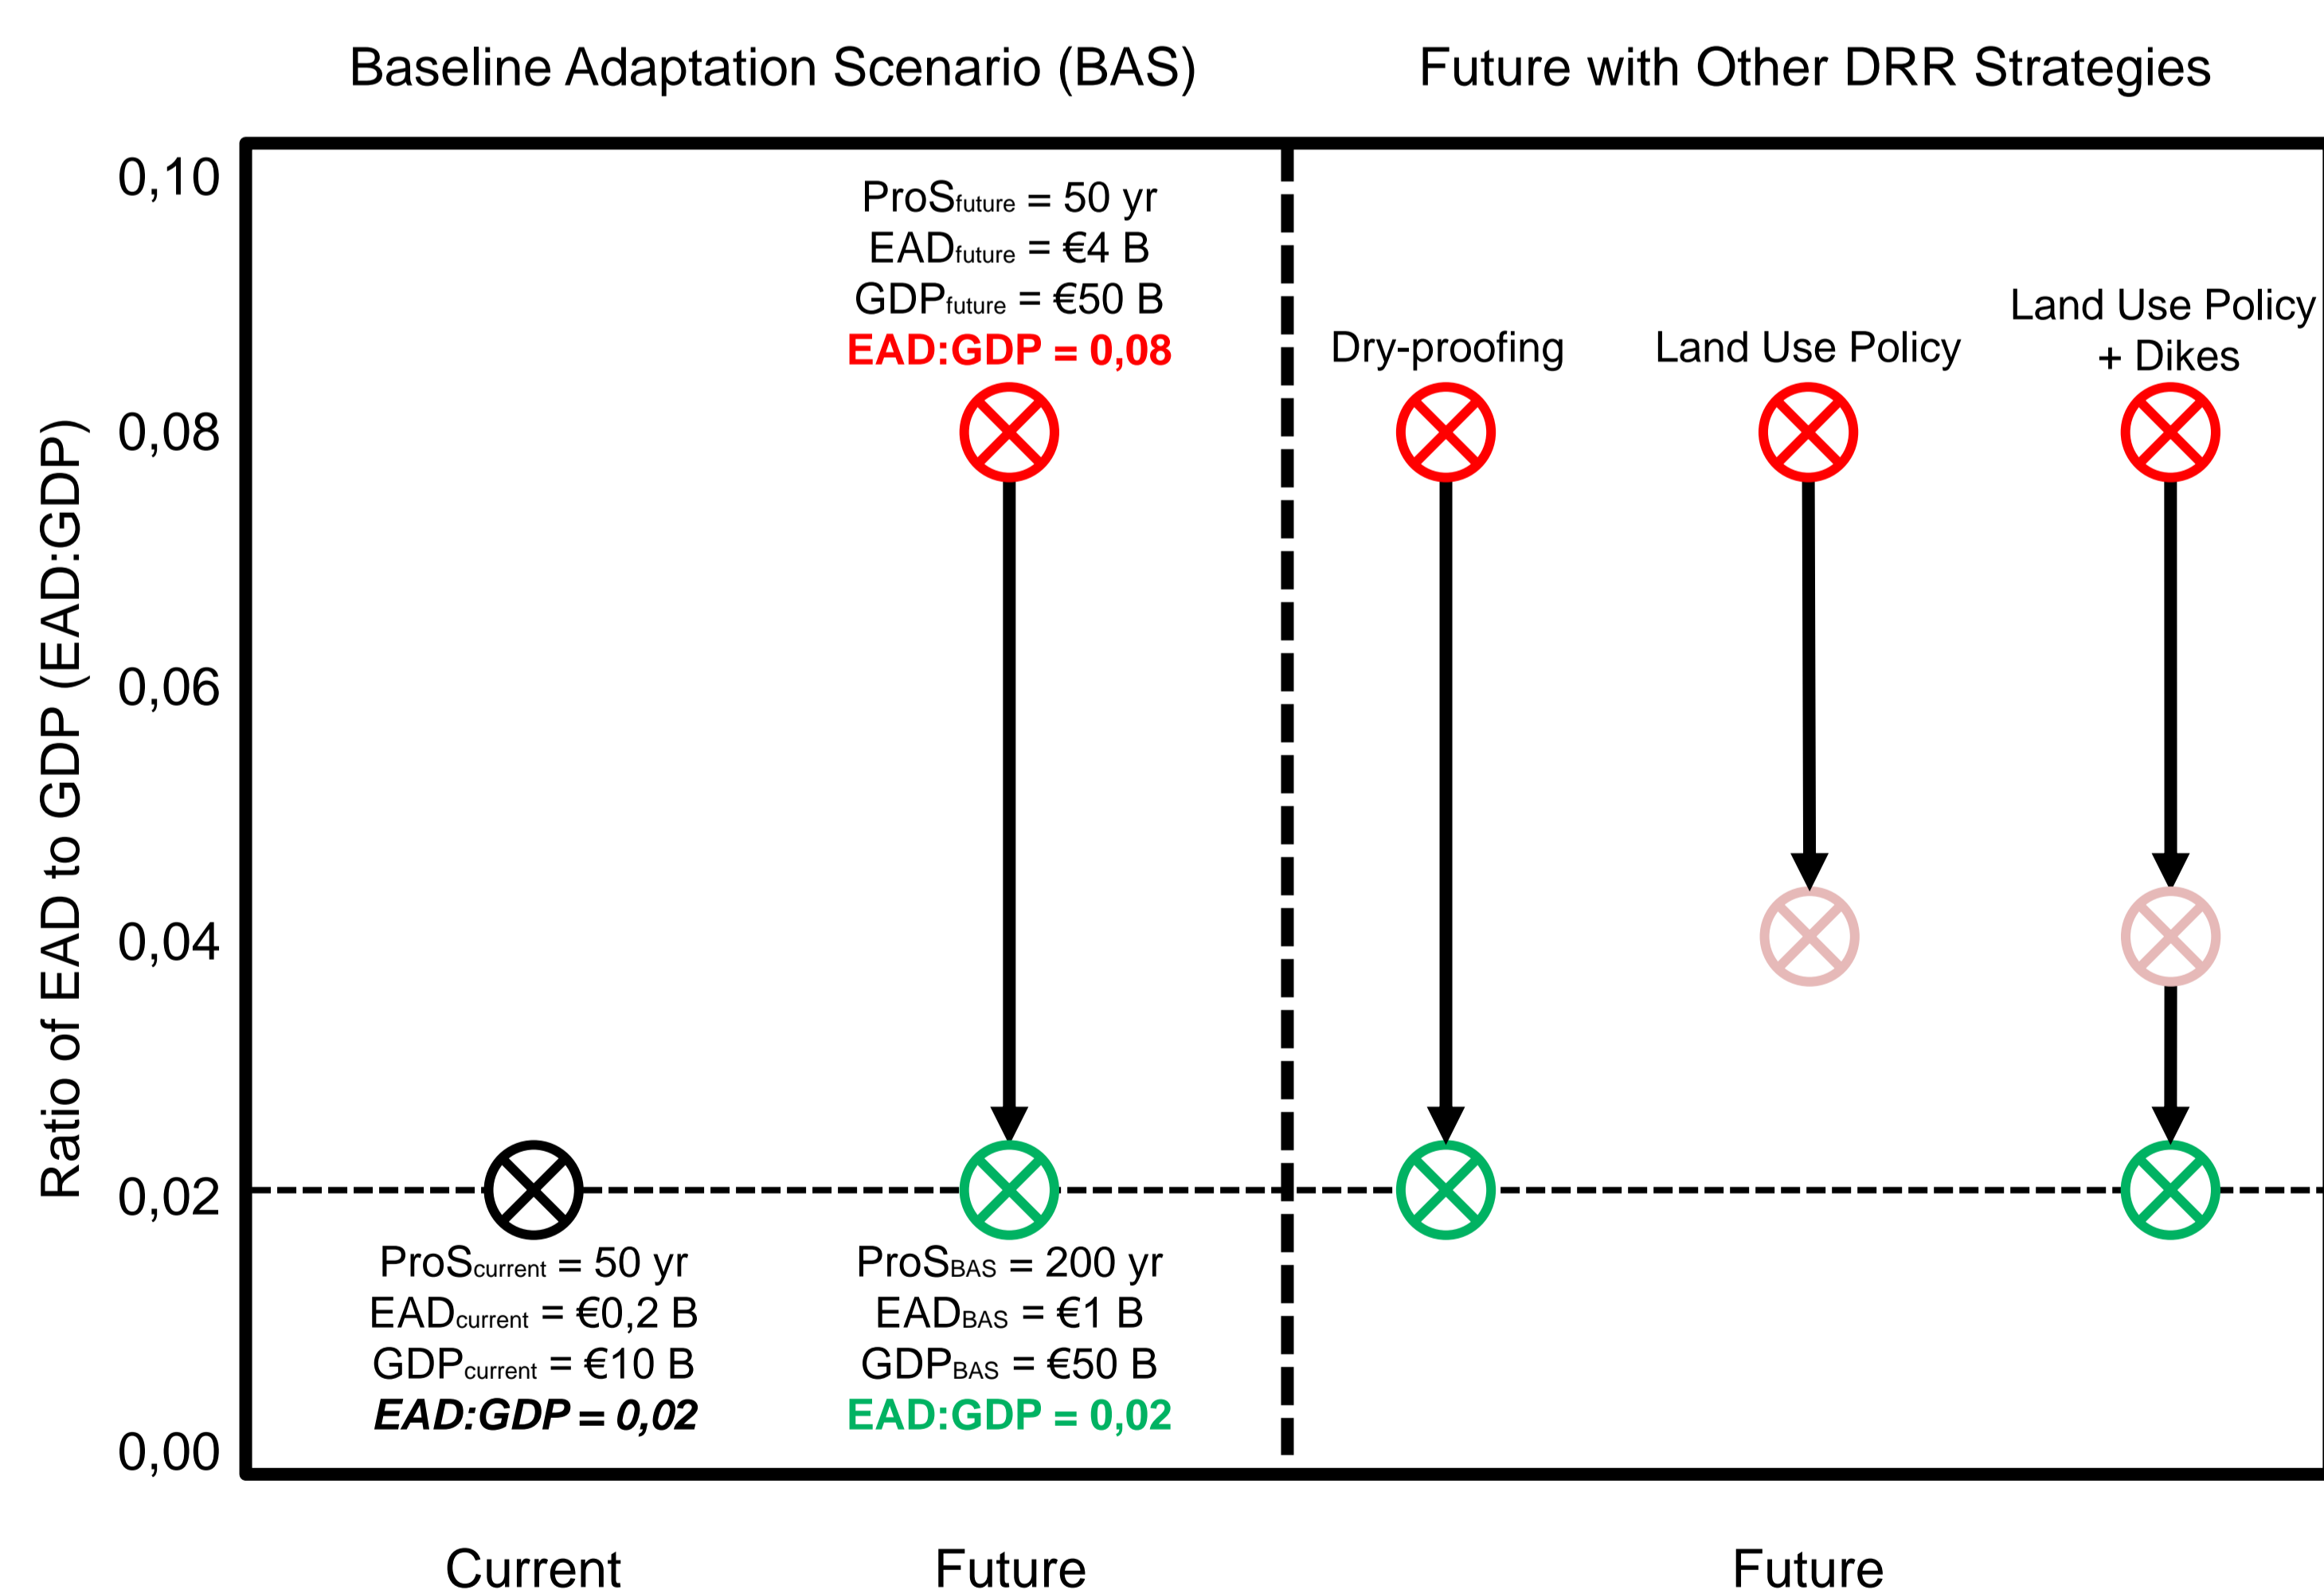 Baseline Adaptation Scenario (BAS)
Future with Other DRR Strategies
Ratio of EAD to GDP (EAD:GDP)
0,10
0,08
0,06
0,04
0,02
0,00
ProSfuture = 50 yr
EADfuture = €4 B
GDPfuture = €50 B
EAD:GDP = 0,08
ProScurrent = 50 yr
EADcurrent = €0,2 B
GDPcurrent = €10 B
EAD:GDP = 0,02
ProSBAS = 200 yr
EADBAS = €1 B
GDPBAS = €50 B
EAD:GDP = 0,02
Dry-proofing
Land Use Policy
Land Use Policy
+ Dikes
Current
Future
Future